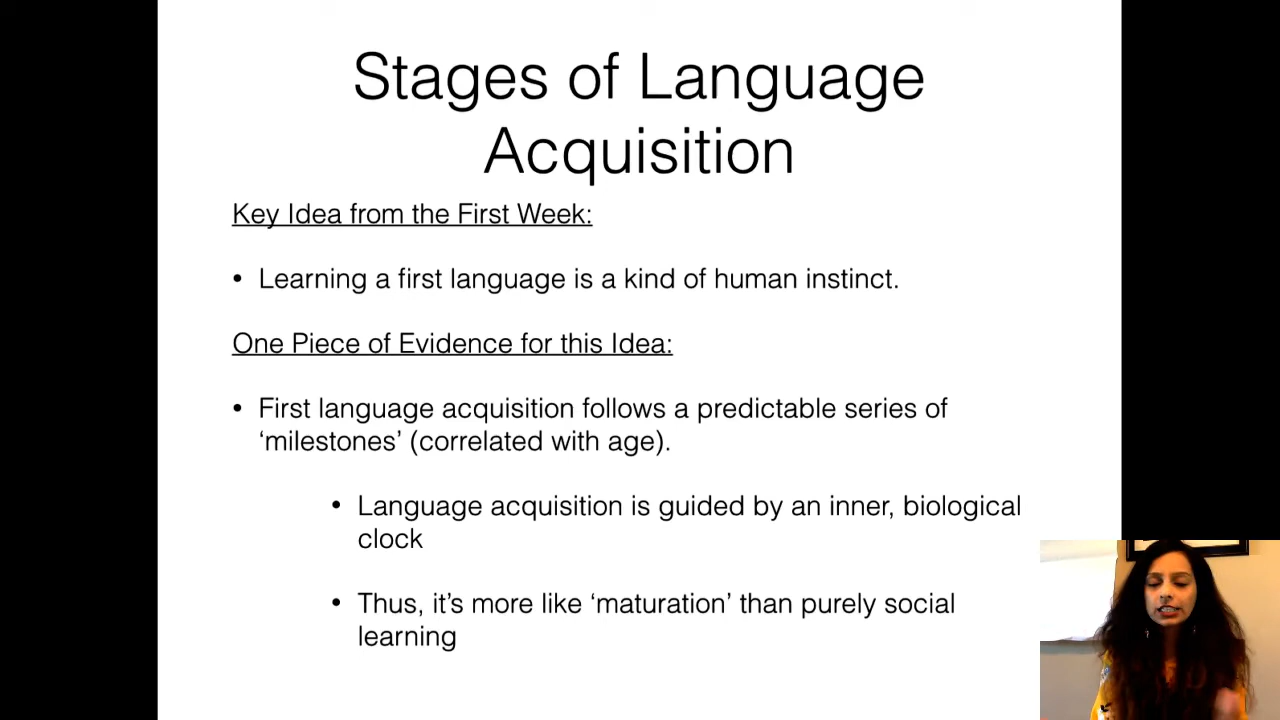 Stages of Language
Acquisition
Key Idea from the First Week:
• Learning a first language is a kind of human instinct.
One Piece of Evidence for this Idea:
• First language acquisition follows a predictable series of
‘milestones’ (correlated with age).
• Language acquisition is guided by an inner, biological
clock
• Thus, it’s more like ‘maturation’ than purely social
learning